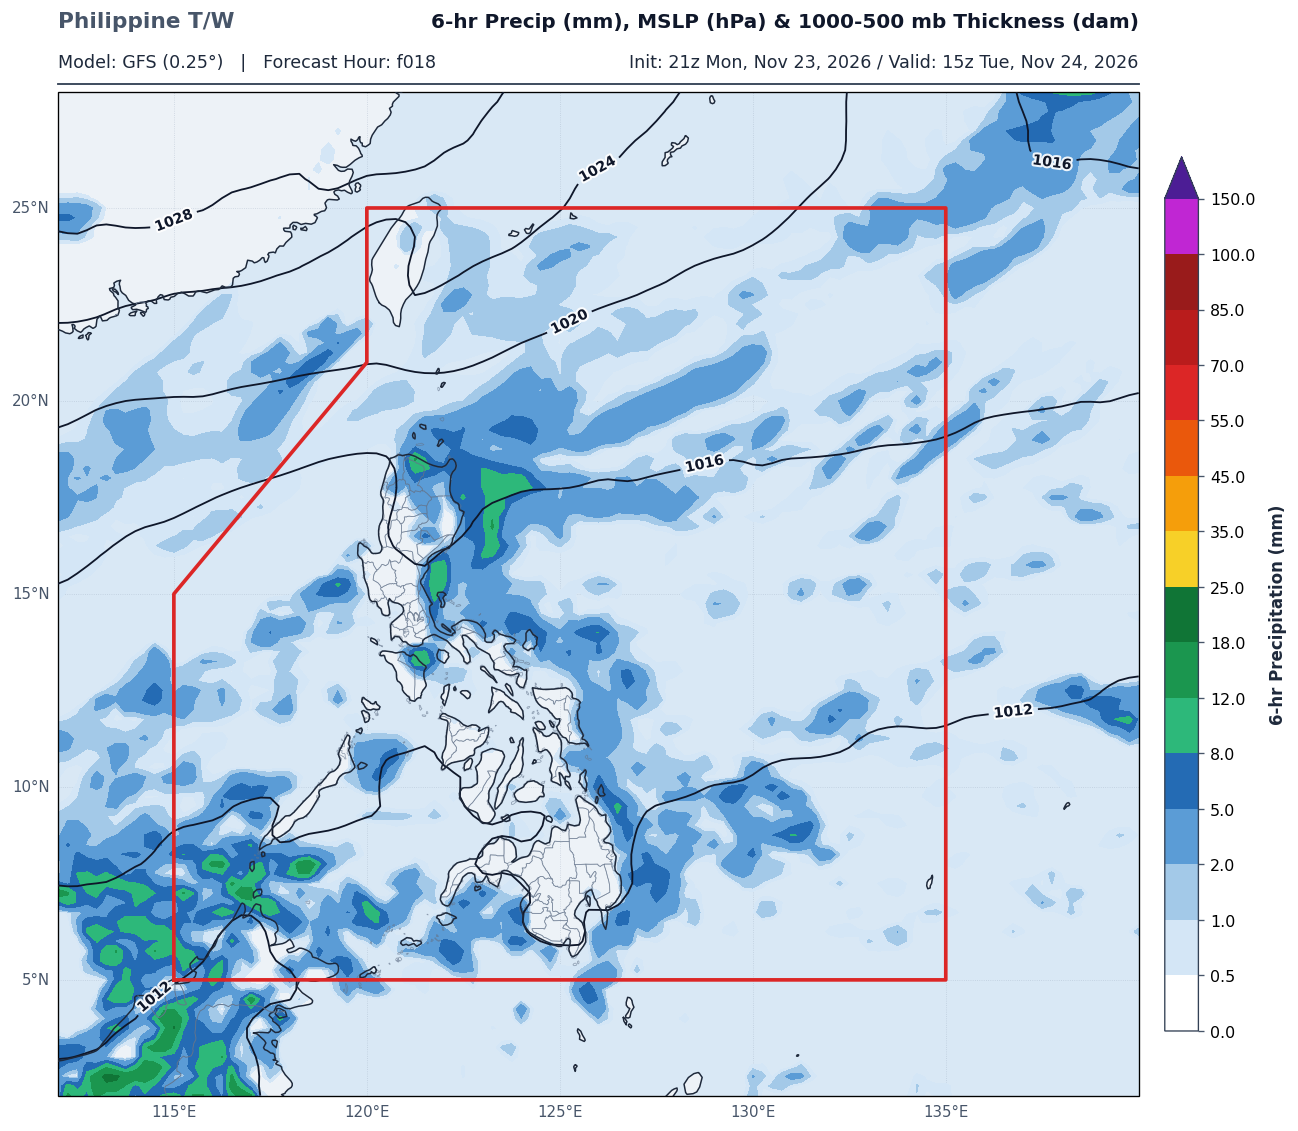 Philippine T/W
6-hr Precip (mm), MSLP (hPa) & 1000-500 mb Thickness (dam)
Model: GFS (0.25°) | Forecast Hour: f018
Init: 21z Mon, Nov 23, 2026 / Valid: 15z Tue, Nov 24, 2026
1028
1024
1016
1020
1016
1012
1012
25°N
20°N
15°N
10°N
5°N
115°E
120°E
125°E
130°E
135°E
150.0
100.0
85.0
70.0
55.0
45.0
35.0
25.0
18.0
12.0
8.0
5.0
2.0
1.0
0.5
0.0
6-hr Precipitation (mm)